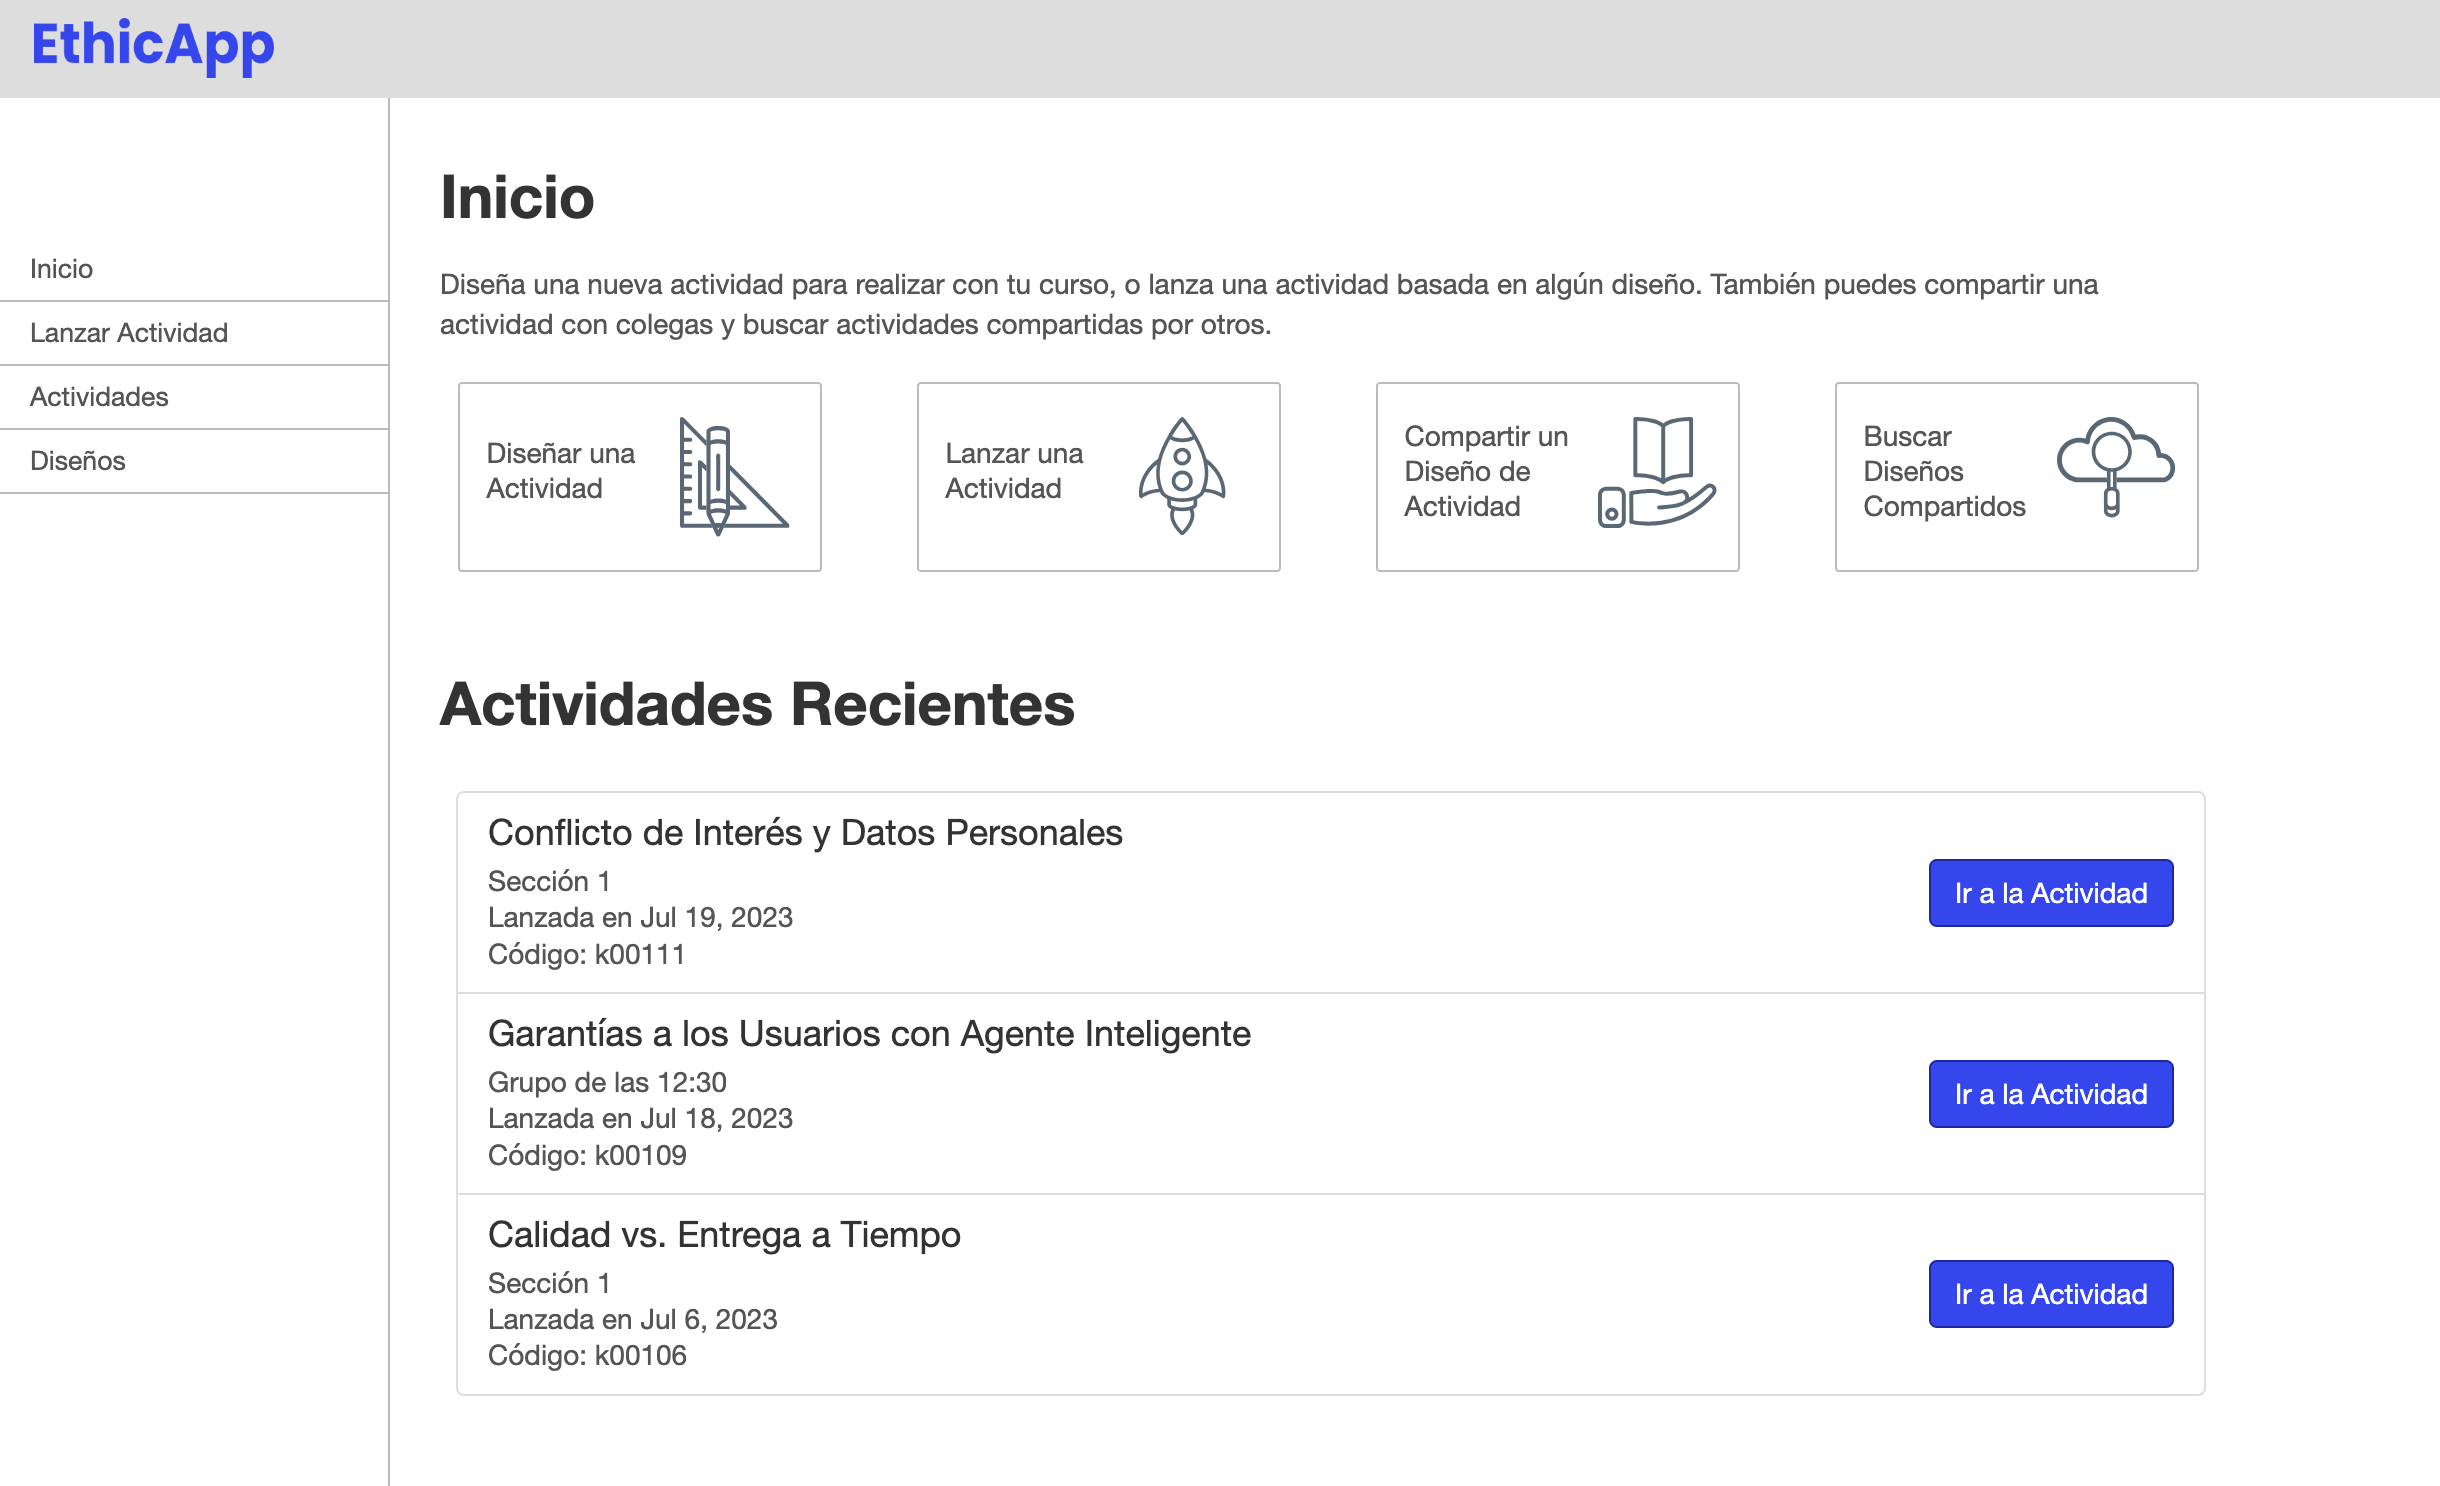 EthicApp
Inicio
Lanzar Actividad
Actividades
Diseños
Inicio
Diseña una nueva actividad para realizar con tu curso, o lanza una actividad basada en algún diseño. También puedes compartir una
actividad con colegas y buscar actividades compartidas por otros.
Diseñar una
Actividad
Lanzar una
Actividad
Compartir un
Diseño de
Actividad
Buscar
Diseños
Compartidos
Actividades Recientes
Conflicto de Interés y Datos Personales
Sección 1
Lanzada en Jul 19, 2023
Código: k00111
Ir a la Actividad
Garantías a los Usuarios con Agente Inteligente
Grupo de las 12:30
Lanzada en Jul 18, 2023
Código: k00109
Ir a la Actividad
Calidad vs. Entrega a Tiempo
Sección 1
Lanzada en Jul 6, 2023
Código: k00106
Ir a la Actividad